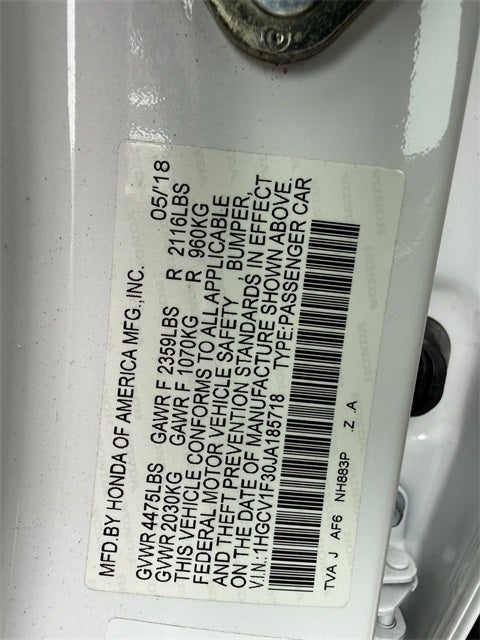 MFD.BY HONDA OF AMERICA MFG.,INC. 05/'18
GVWR 4475LBS GAWR F 2359LBS R 2116LBS
GVWR 2030KG GAWR F 1070KG R 960KG
THIS VEHICLE CONFORMS TO ALL APPLICABLE
FEDERAL MOTOR VEHICLE SAFETY, BUMPER,
AND THEFT PREVENTION STANDARDS IN EFFECT
ON THE DATE OF MANUFACTURE SHOWN ABOVE.
V.I.N.:1HGCV1F30JA185718 TYPE:PASSENGER CAR
TVA J AF6 NH883P .Z .A